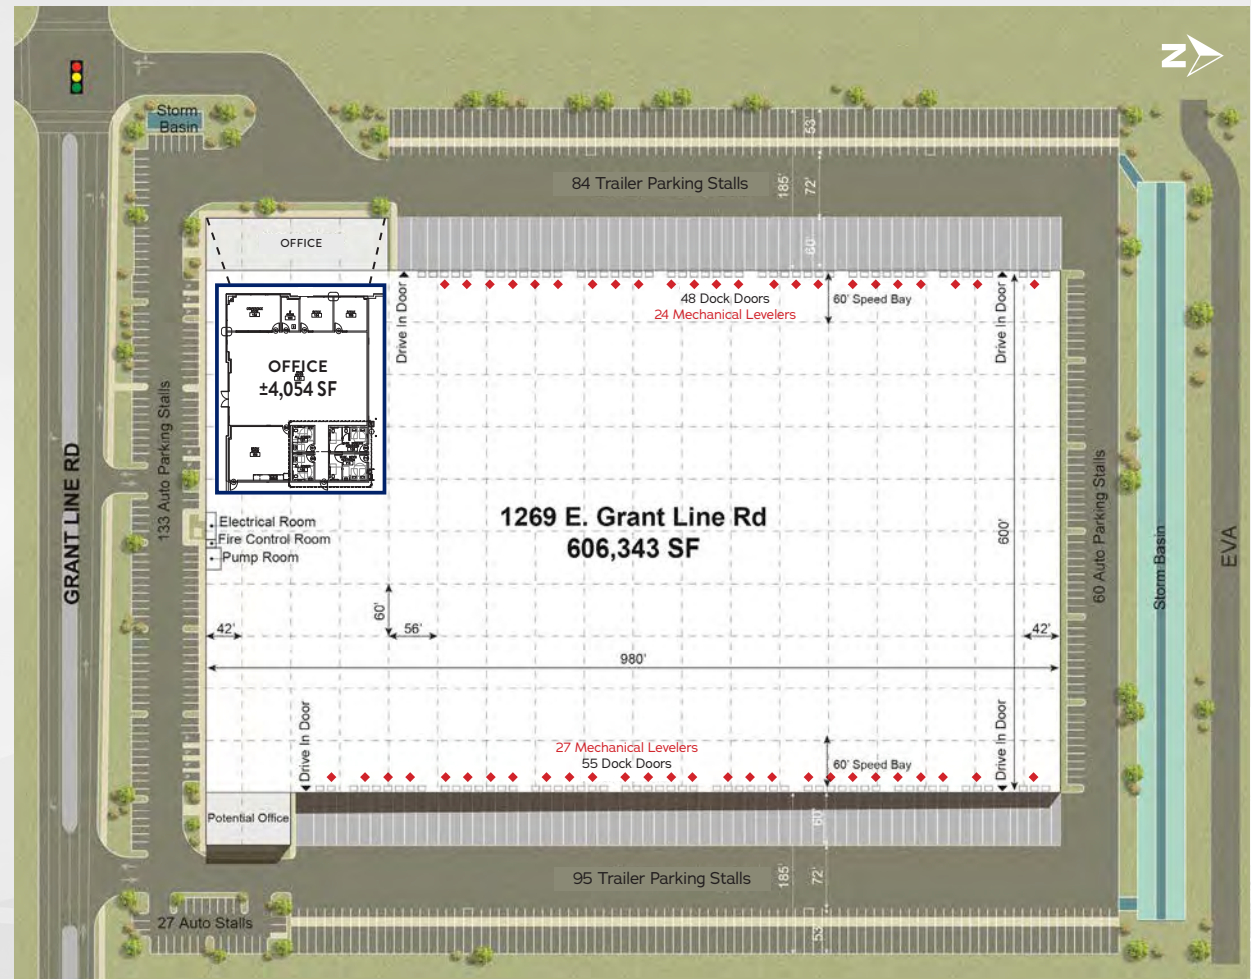 N
Storm
Basin
53'
84 Trailer Parking Stalls
185'
72'
60'
OFFICE
Drive In Door
48 Dock Doors
24 Mechanical Levelers
60' Speed Bay
Drive In Door
OFFICE
±4,054 SF
GRANT LINE RD
133 Auto Parking Stalls
Electrical Room
Fire Control Room
Pump Room
1269 E. Grant Line Rd
606,343 SF
600'
60 Auto Parking Stalls
Storm Basin
EVA
60'
42'
56'
42'
980'
Drive In Door
27 Mechanical Levelers
55 Dock Doors
60' Speed Bay
Drive In Door
Potential Office
60'
95 Trailer Parking Stalls
185'
72'
27 Auto Stalls
53'